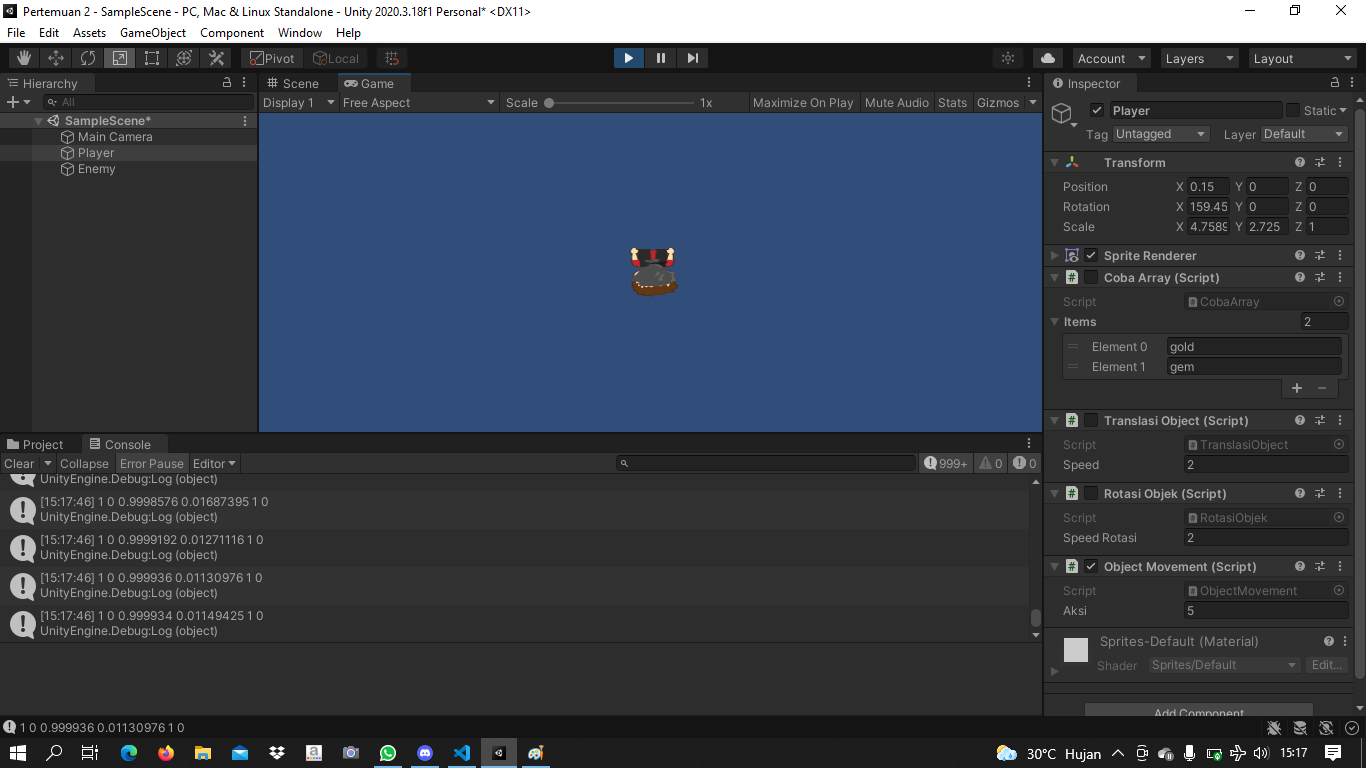 Pertemuan 2 - SampleScene - PC, Mac & Linux Standalone - Unity 2020.3.18f1 Personal* <DX11>
File Edit Assets GameObject Component Window Help
Pivot Local Account Layers Layout
Hierarchy
All
SampleScene*
Main Camera
Player
Enemy
Scene Game
Display 1 Free Aspect Scale 1x Maximize On Play Mute Audio Stats Gizmos
Project Console
Clear Collapse Error Pause Editor 999+ 0 0
UnityEngine.Debug:Log (object)
[15:17:46] 1 0 0.9998576 0.01687395 1 0
UnityEngine.Debug:Log (object)
[15:17:46] 1 0 0.9999192 0.01271116 1 0
UnityEngine.Debug:Log (object)
[15:17:46] 1 0 0.999936 0.01130976 1 0
UnityEngine.Debug:Log (object)
[15:17:46] 1 0 0.999934 0.01149425 1 0
UnityEngine.Debug:Log (object)
Inspector
Player Static
Tag Untagged Layer Default
Transform
Position X 0.15 Y 0 Z 0
Rotation X 159.45 Y 0 Z 0
Scale X 4.7589 Y 2.725 Z 1
Sprite Renderer
Coba Array (Script)
Script CobaArray
Items 2
Element 0 gold
Element 1 gem
Translasi Object (Script)
Script TranslasiObject
Speed 2
Rotasi Objek (Script)
Script RotasiObjek
Speed Rotasi 2
Object Movement (Script)
Script ObjectMovement
Aksi 5
Sprites-Default (Material)
Shader Sprites/Default Edit...
Add Component
1 0 0.999936 0.01130976 1 0
30°C Hujan 15:17